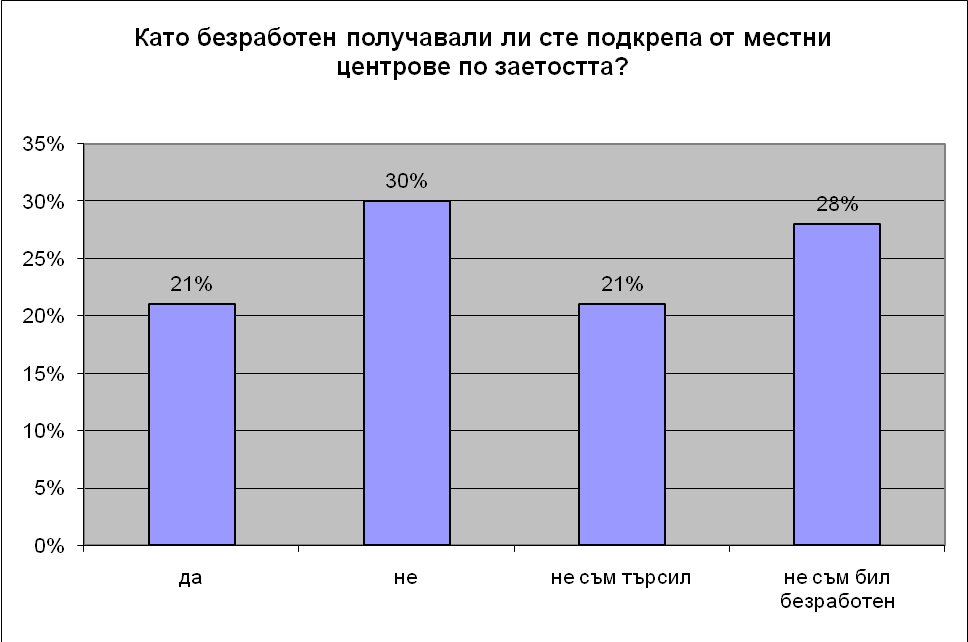 Като безработен получавали ли сте подкрепа от местни
центрове по заетостта?
35%
30%
25%
20%
15%
10%
5%
0%
21%
30%
21%
28%
да
не
не съм търсил
не съм бил
безработен